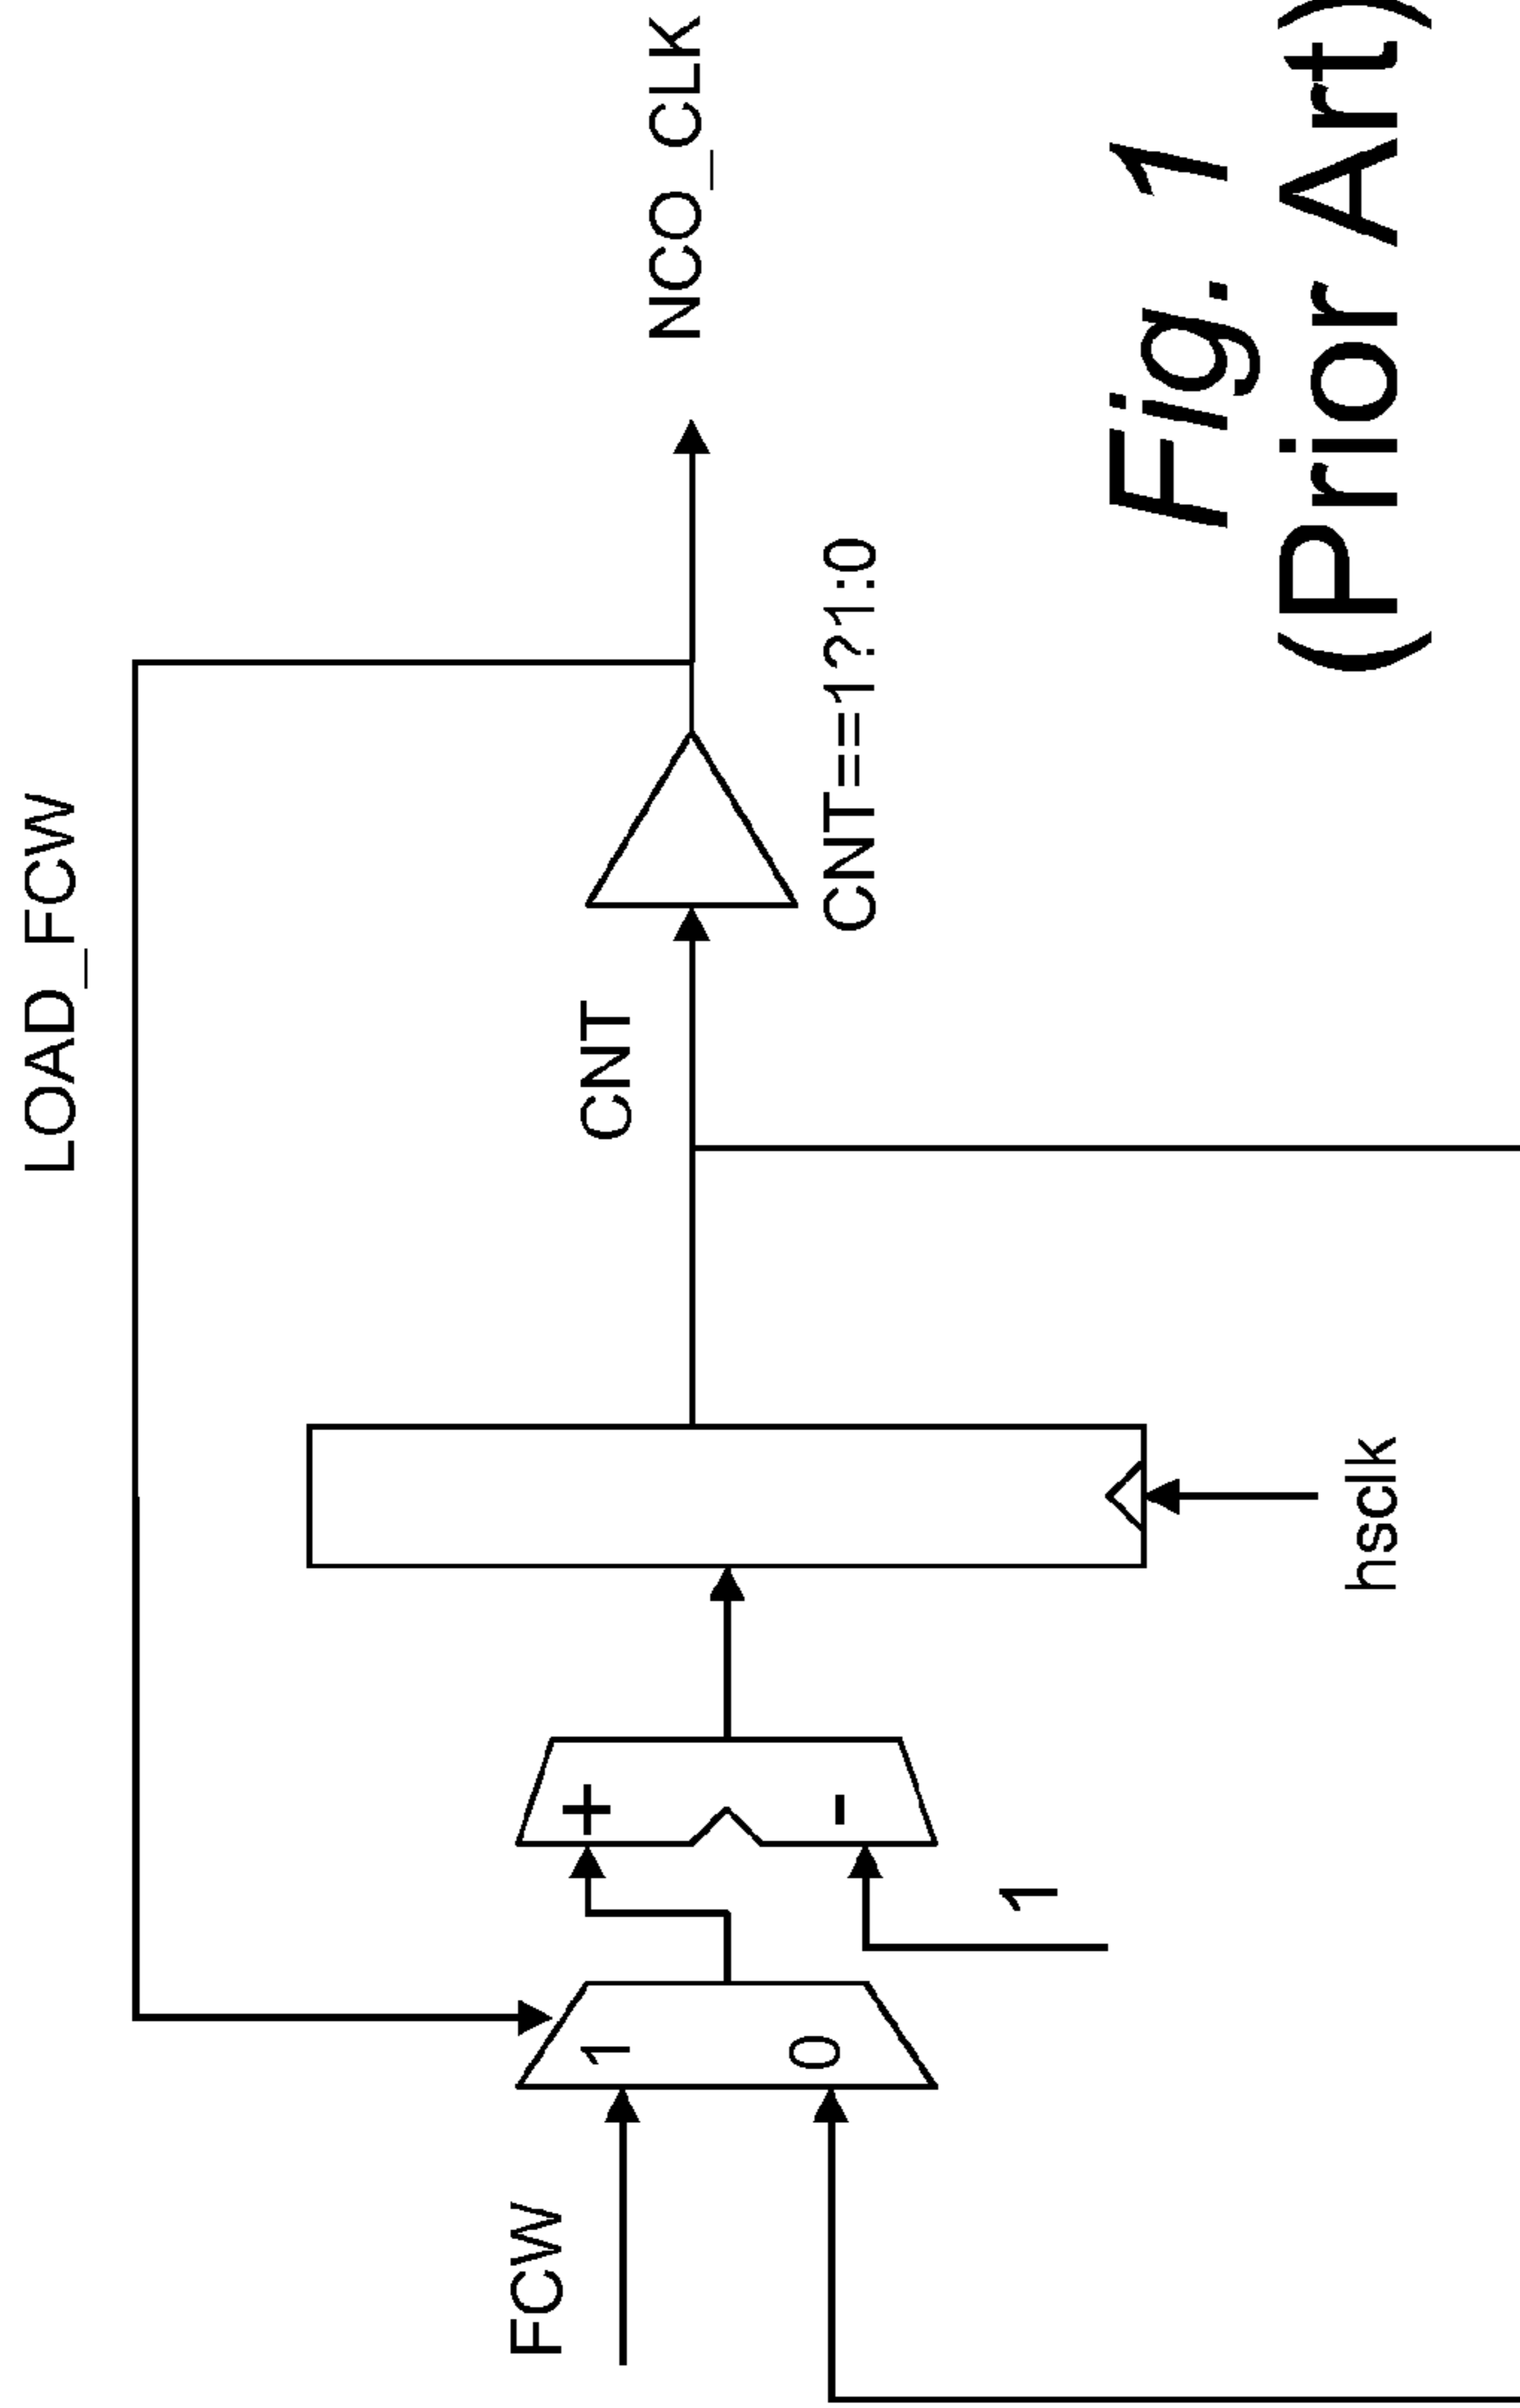 LOAD_FCW
FCW
1
0
+
-
1
CNT
hsclk
CNT==1?1:0
NCO_CLK
Fig. 1
(Prior Art)